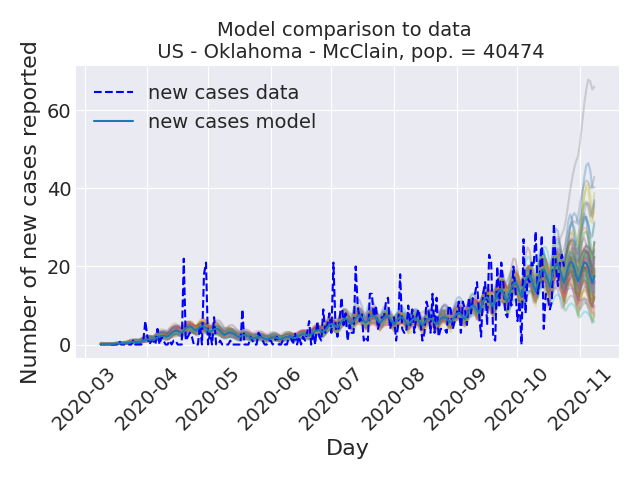 Model comparison to data
US - Oklahoma - McClain, pop. = 40474
new cases data
new cases model
Number of new cases reported
60
40
20
0
2020-03
2020-04
2020-05
2020-06
2020-07
2020-08
2020-09
2020-10
2020-11
Day